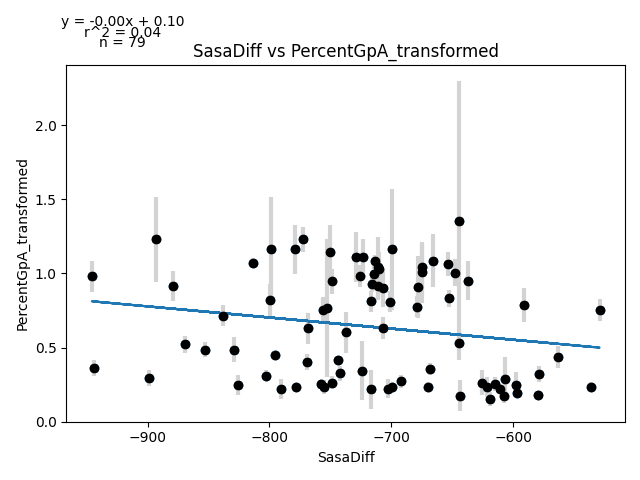 y = -0.00x + 0.10
r^2 = 0.04
n = 79
SasaDiff vs PercentGpA_transformed
PercentGpA_transformed
2.0
1.5
1.0
0.5
0.0
−900
−800
−700
−600
SasaDiff